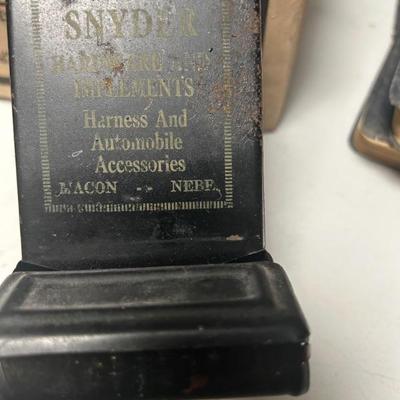 SNYDER
HARDWARE AND
IMPLEMENTS
Harness And
Automobile
Accessories
MACON -- NEBR.